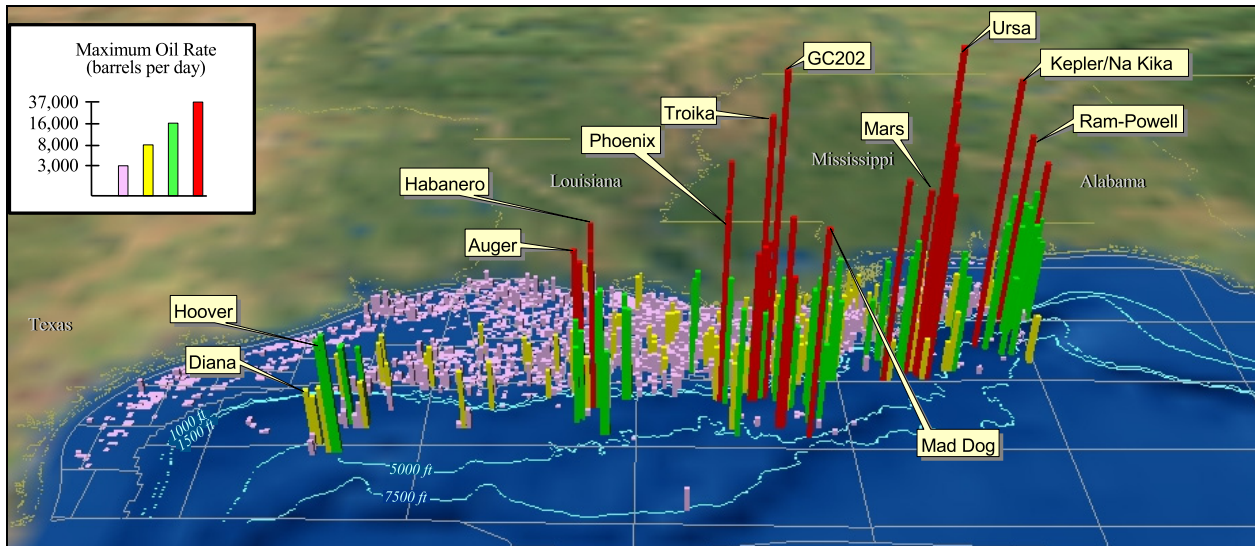 Maximum Oil Rate
(barrels per day)
37,000
16,000
8,000
3,000
Ursa
GC202
Kepler/Na Kika
Troika
Ram-Powell
Mars
Phoenix
Mississippi
Habanero
Louisiana
Alabama
Auger
Hoover
Texas
Diana
1000 ft
1500 ft
Mad Dog
5000 ft
7500 ft